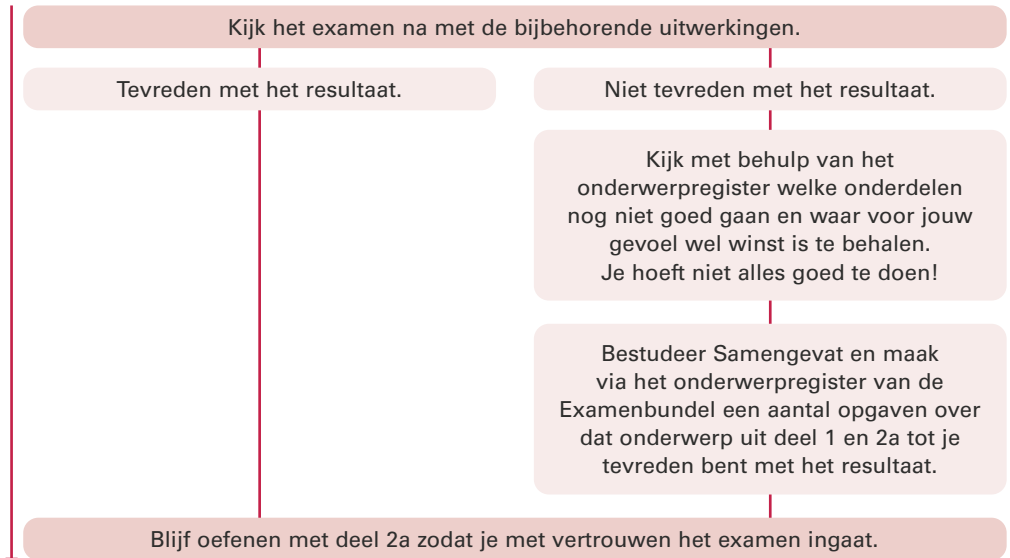 Kijk het examen na met de bijbehorende uitwerkingen.
Tevreden met het resultaat.
Niet tevreden met het resultaat.
Kijk met behulp van het
onderwerpregister welke onderdelen
nog niet goed gaan en waar voor jouw
gevoel wel winst is te behalen.
Je hoeft niet alles goed te doen!
Bestudeer Samengevat en maak
via het onderwerpregister van de
Examenbundel een aantal opgaven over
dat onderwerp uit deel 1 en 2a tot je
tevreden bent met het resultaat.
Blijf oefenen met deel 2a zodat je met vertrouwen het examen ingaat.